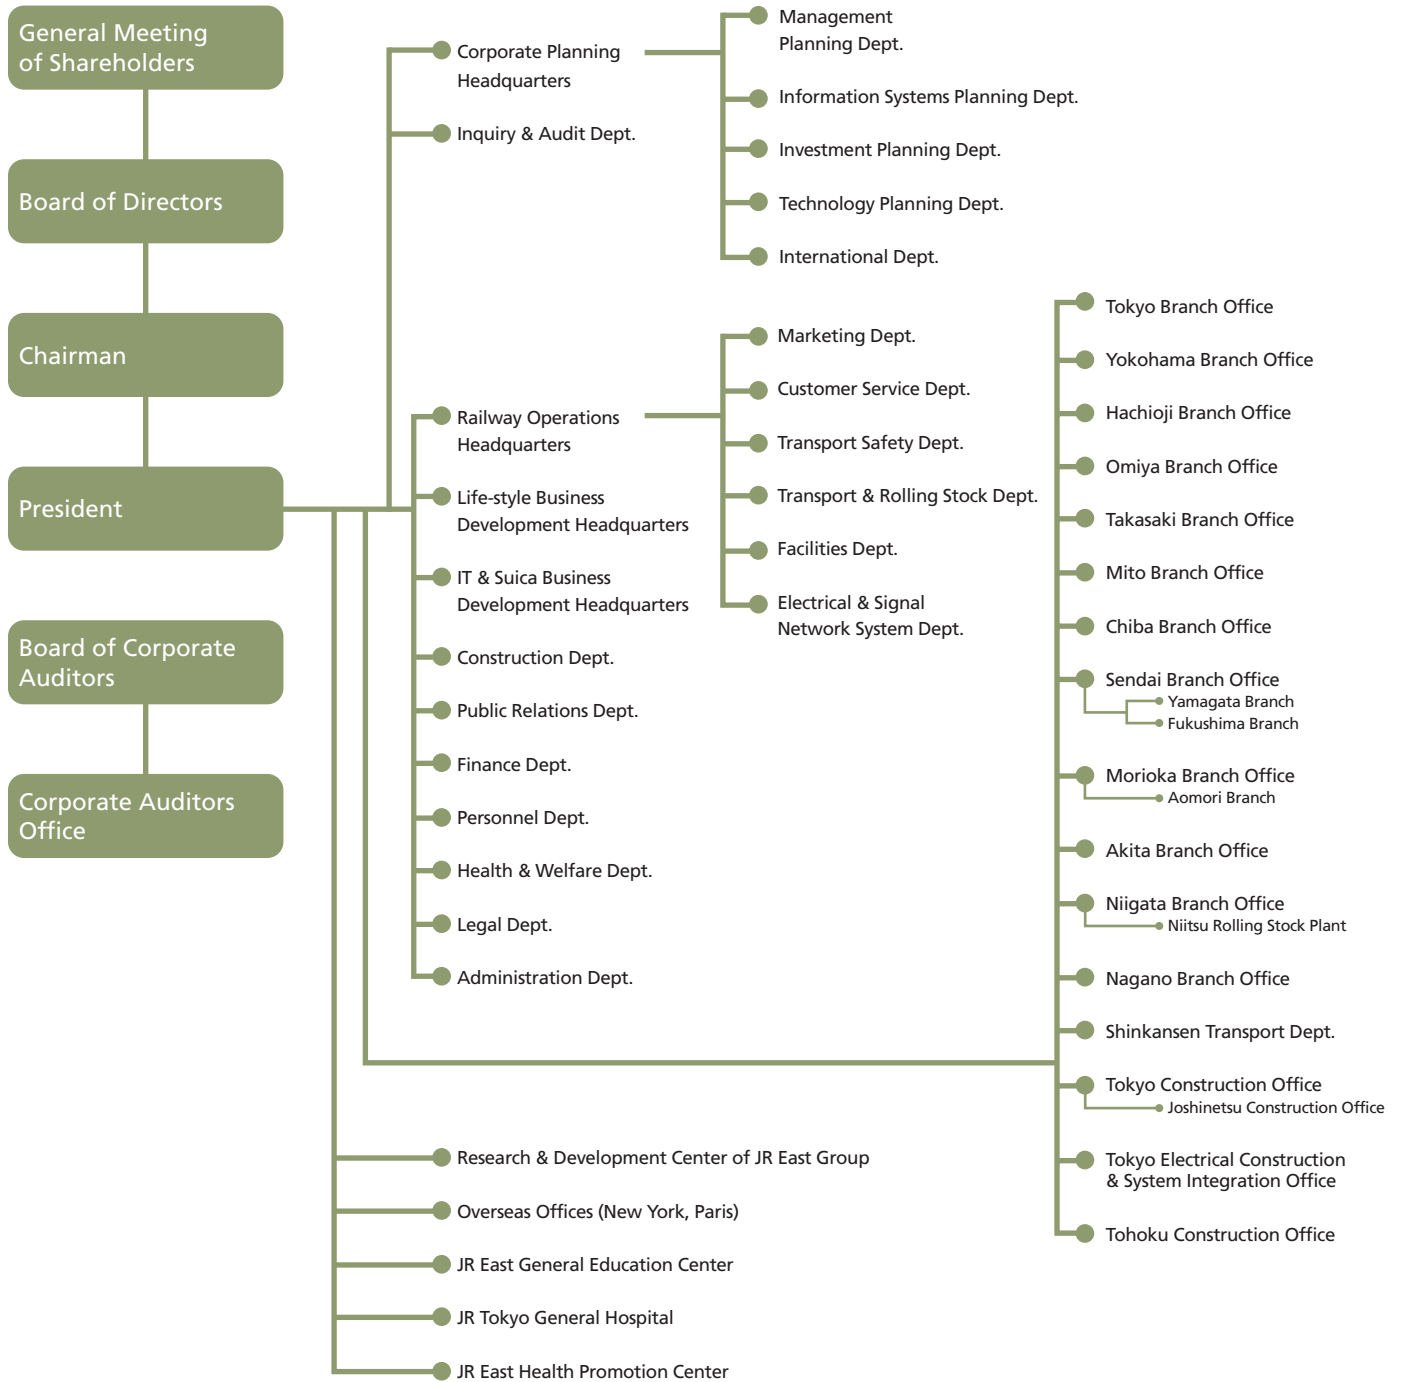 General Meeting
of Shareholders
Board of Directors
Chairman
President
Board of Corporate
Auditors
Corporate Auditors
Office
Corporate Planning
Headquarters
Inquiry & Audit Dept.
Management
Planning Dept.
Information Systems Planning Dept.
Investment Planning Dept.
Technology Planning Dept.
International Dept.
Railway Operations
Headquarters
Life-style Business
Development Headquarters
IT & Suica Business
Development Headquarters
Construction Dept.
Public Relations Dept.
Finance Dept.
Personnel Dept.
Health & Welfare Dept.
Legal Dept.
Administration Dept.
Marketing Dept.
Customer Service Dept.
Transport Safety Dept.
Transport & Rolling Stock Dept.
Facilities Dept.
Electrical & Signal
Network System Dept.
Tokyo Branch Office
Yokohama Branch Office
Hachioji Branch Office
Omiya Branch Office
Takasaki Branch Office
Mito Branch Office
Chiba Branch Office
Sendai Branch Office
Yamagata Branch
Fukushima Branch
Morioka Branch Office
Aomori Branch
Akita Branch Office
Niigata Branch Office
Niitsu Rolling Stock Plant
Nagano Branch Office
Shinkansen Transport Dept.
Tokyo Construction Office
Joshinetsu Construction Office
Tokyo Electrical Construction
& System Integration Office
Tohoku Construction Office
Research & Development Center of JR East Group
Overseas Offices (New York, Paris)
JR East General Education Center
JR Tokyo General Hospital
JR East Health Promotion Center